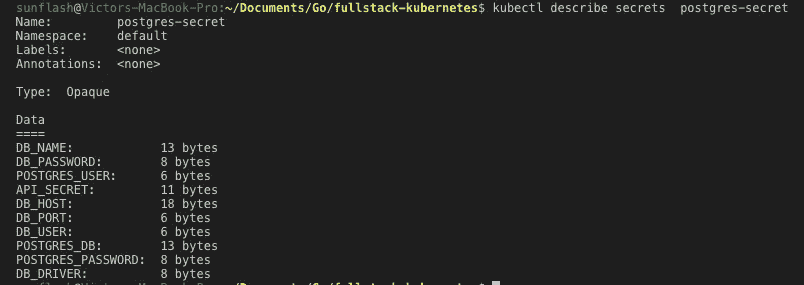 sunflash@Victors-MacBook-Pro:~/Documents/Go/fullstack-kubernetes$ kubectl describe secrets  postgres-secret
Name:         postgres-secret
Namespace:    default
Labels:       <none>
Annotations:  <none>

Type:  Opaque

Data
====
DB_NAME:            13 bytes
DB_PASSWORD:        8 bytes
POSTGRES_USER:      6 bytes
API_SECRET:         11 bytes
DB_HOST:            18 bytes
DB_PORT:            6 bytes
DB_USER:            6 bytes
POSTGRES_DB:        13 bytes
POSTGRES_PASSWORD:  8 bytes
DB_DRIVER:          8 bytes